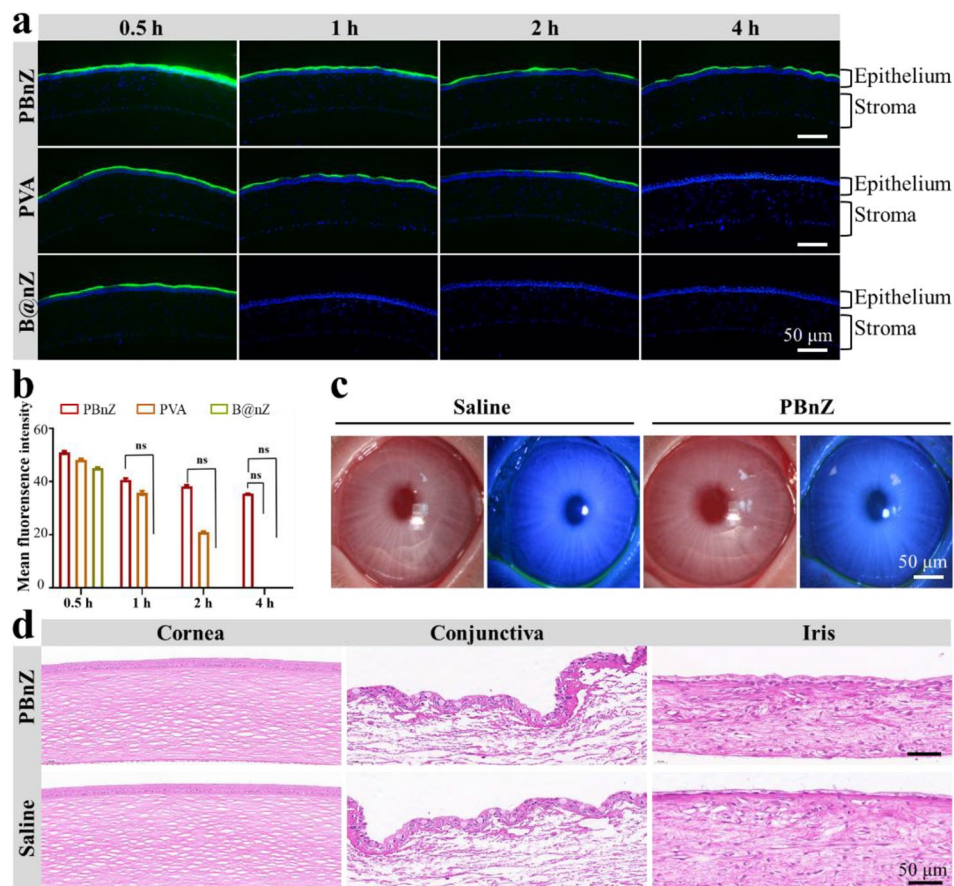 a
0.5 h 1 h 2 h 4 h
PBnZ
Epithelium
Stroma
PVA
Epithelium
Stroma
B@nZ
Epithelium
Stroma
50 μm
b
PBnZ PVA B@nZ
Mean fluorensence intensity
60
40
20
0
ns
ns
ns
ns
0.5 h 1 h 2 h 4 h
c
Saline PBnZ
50 μm
d
Cornea Conjunctiva Iris
PBnZ
Saline
50 μm